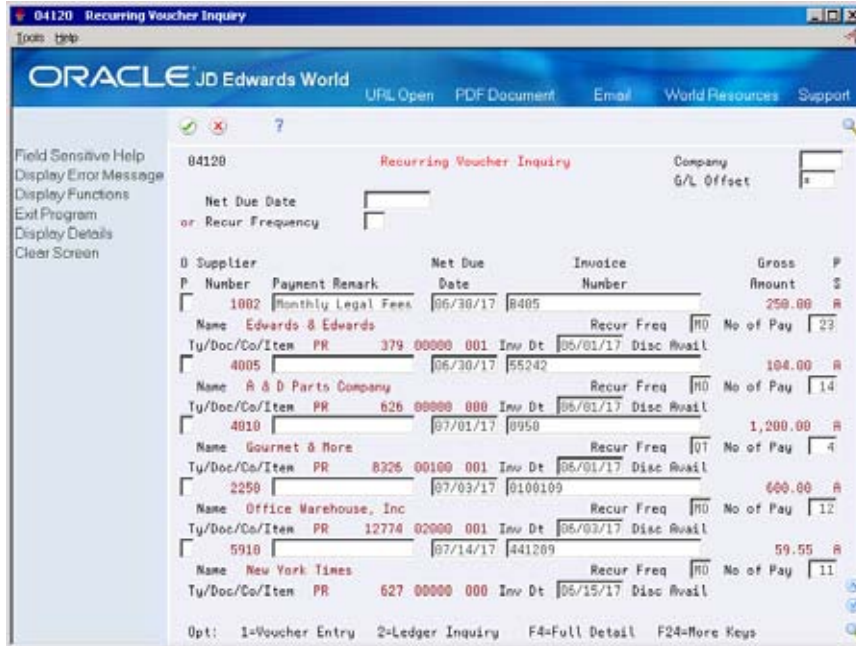 04120 Recurring Voucher Inquiry
Tools Help
ORACLE JD Edwards World
URL Open PDF Document Email World Resources Support
Field Sensitive Help
Display Error Message
Display Functions
Exit Program
Display Details
Clear Screen
04120 Recurring Voucher Inquiry Company
G/L Offset *
Net Due Date
or Recur Frequency
O Supplier Net Due Invoice Gross P
P Number Payment Remark Date Number Amount S
1002 Monthly Legal Fees 06/30/17 8405 250.00 A
Name Edwards & Edwards Recur Freq MO No of Pay 23
Ty/Doc/Co/Item PR 379 00000 001 Inv Dt 06/01/17 Disc Avail
4005 06/30/17 55242 104.00 A
Name A & D Parts Company Recur Freq MO No of Pay 14
Ty/Doc/Co/Item PR 626 00000 000 Inv Dt 06/01/17 Disc Avail
4010 07/01/17 0950 1,200.00 A
Name Gourmet & More Recur Freq QT No of Pay 4
Ty/Doc/Co/Item PR 8326 00100 001 Inv Dt 06/01/17 Disc Avail
2250 07/03/17 0100109 600.00 A
Name Office Warehouse, Inc Recur Freq MO No of Pay 12
Ty/Doc/Co/Item PR 12774 02000 001 Inv Dt 06/03/17 Disc Avail
5910 07/14/17 441209 59.55 A
Name New York Times Recur Freq MO No of Pay 11
Ty/Doc/Co/Item PR 627 00000 000 Inv Dt 06/15/17 Disc Avail
Opt: 1=Voucher Entry 2=Ledger Inquiry F4=Full Detail F24=More Keys